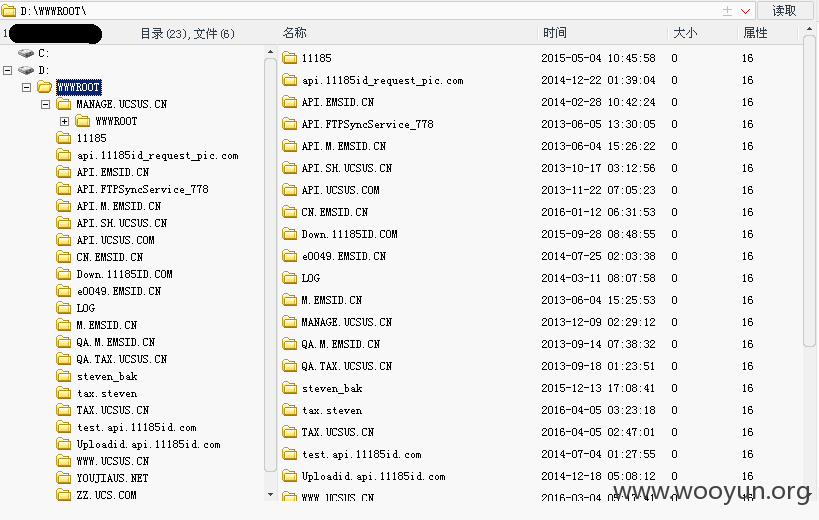 D:\WWWROOT\
读取
1
目录(23),文件(6)
名称 时间 大小 属性
C:
D:
WWWROOT
MANAGE.UCSUS.CN
WWWROOT
11185
api.11185id_request_pic.com
API.EMSID.CN
API.FTPSyncService_778
API.M.EMSID.CN
API.SH.UCSUS.CN
API.UCSUS.COM
CN.EMSID.CN
Down.11185ID.COM
e0049.EMSID.CN
LOG
M.EMSID.CN
QA.M.EMSID.CN
QA.TAX.UCSUS.CN
steven_bak
tax.steven
TAX.UCSUS.CN
test.api.11185id.com
Uploadid.api.11185id.com
WWW.UCSUS.CN
YOUJIAUS.NET
ZZ.UCS.COM
11185 2015-05-04 10:45:58 0 16
api.11185id_request_pic.com 2014-12-22 01:39:04 0 16
API.EMSID.CN 2014-02-28 10:42:24 0 16
API.FTPSyncService_778 2013-06-05 13:30:05 0 16
API.M.EMSID.CN 2013-06-04 15:26:22 0 16
API.SH.UCSUS.CN 2013-10-17 03:12:56 0 16
API.UCSUS.COM 2013-11-22 07:05:23 0 16
CN.EMSID.CN 2016-01-12 06:31:53 0 16
Down.11185ID.COM 2015-09-28 08:48:55 0 16
e0049.EMSID.CN 2014-07-25 02:03:38 0 16
LOG 2014-03-11 08:07:58 0 16
M.EMSID.CN 2013-06-04 15:25:53 0 16
MANAGE.UCSUS.CN 2013-12-09 02:29:12 0 16
QA.M.EMSID.CN 2013-09-14 07:38:32 0 16
QA.TAX.UCSUS.CN 2013-09-18 01:23:51 0 16
steven_bak 2015-12-13 17:08:41 0 16
tax.steven 2016-04-05 03:23:18 0 16
TAX.UCSUS.CN 2016-04-05 02:47:01 0 16
test.api.11185id.com 2014-07-04 01:27:55 0 16
Uploadid.api.11185id.com 2014-12-18 05:08:12 0 16
WWW.UCSUS.CN 2016-03-04 0 16
www.wooyun.org